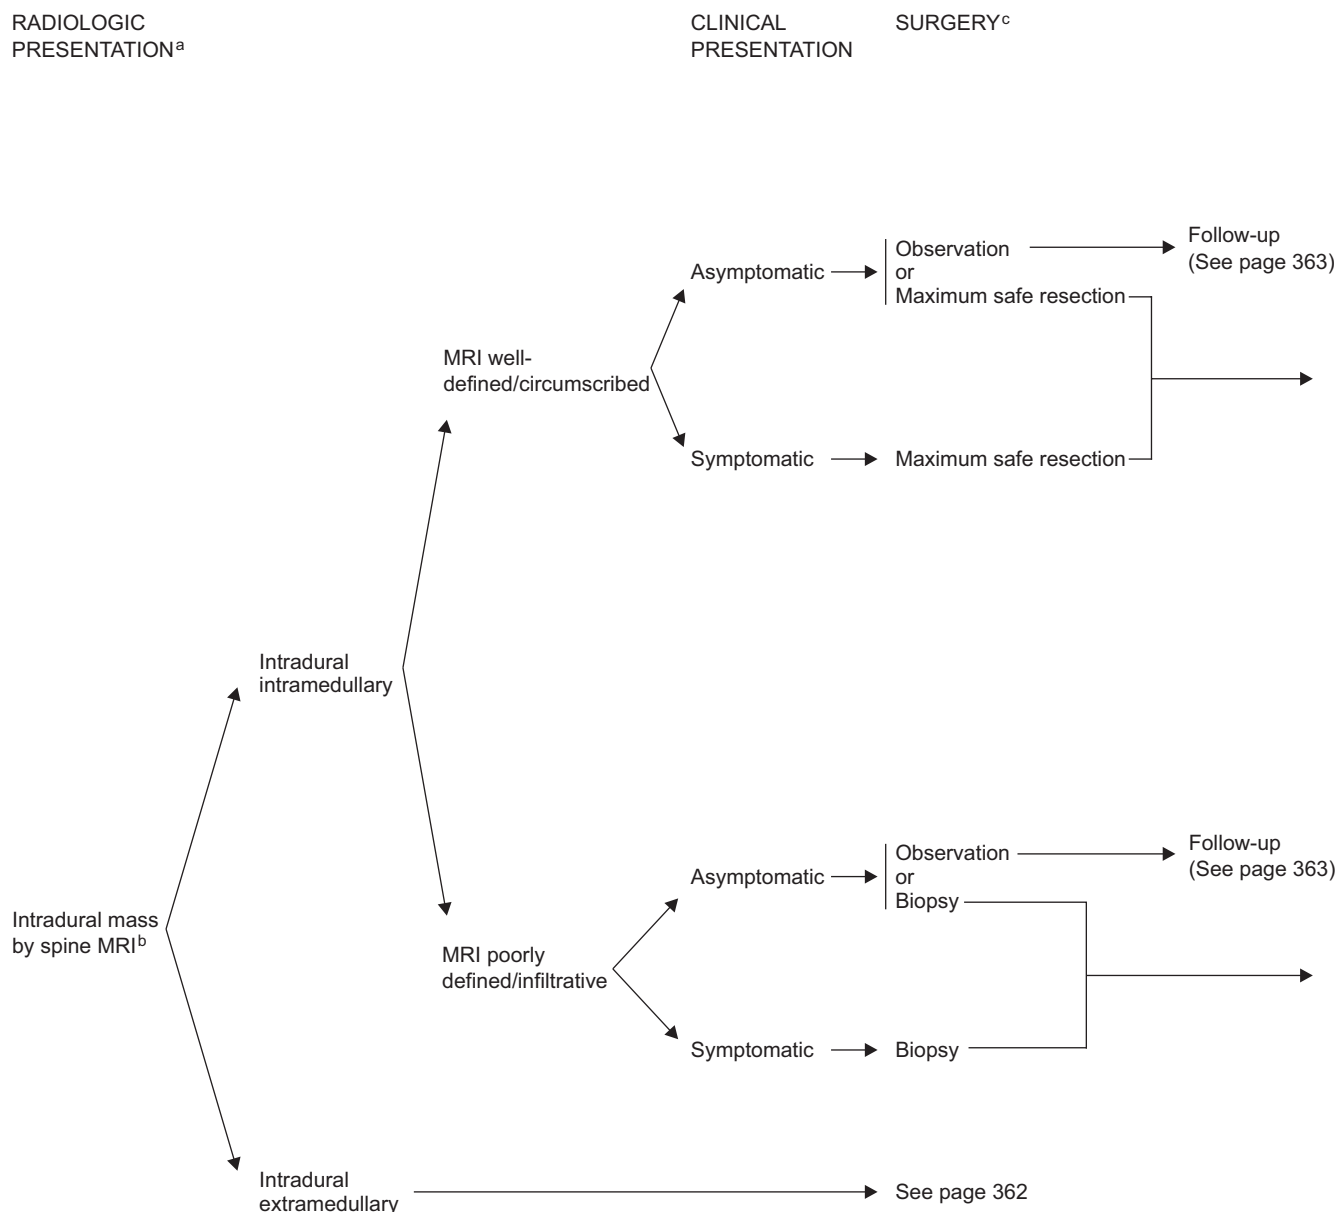 RADIOLOGIC
PRESENTATIONa
CLINICAL
PRESENTATION
SURGERYc
Observation
or
Maximum safe resection
Follow-up
(See page 363)
Asymptomatic
MRI well-
defined/circumscribed
Symptomatic
Maximum safe resection
Intradural
intramedullary
Observation
or
Biopsy
Follow-up
(See page 363)
Asymptomatic
Intradural mass
by spine MRIb
MRI poorly
defined/infiltrative
Symptomatic
Biopsy
Intradural
extramedullary
See page 362